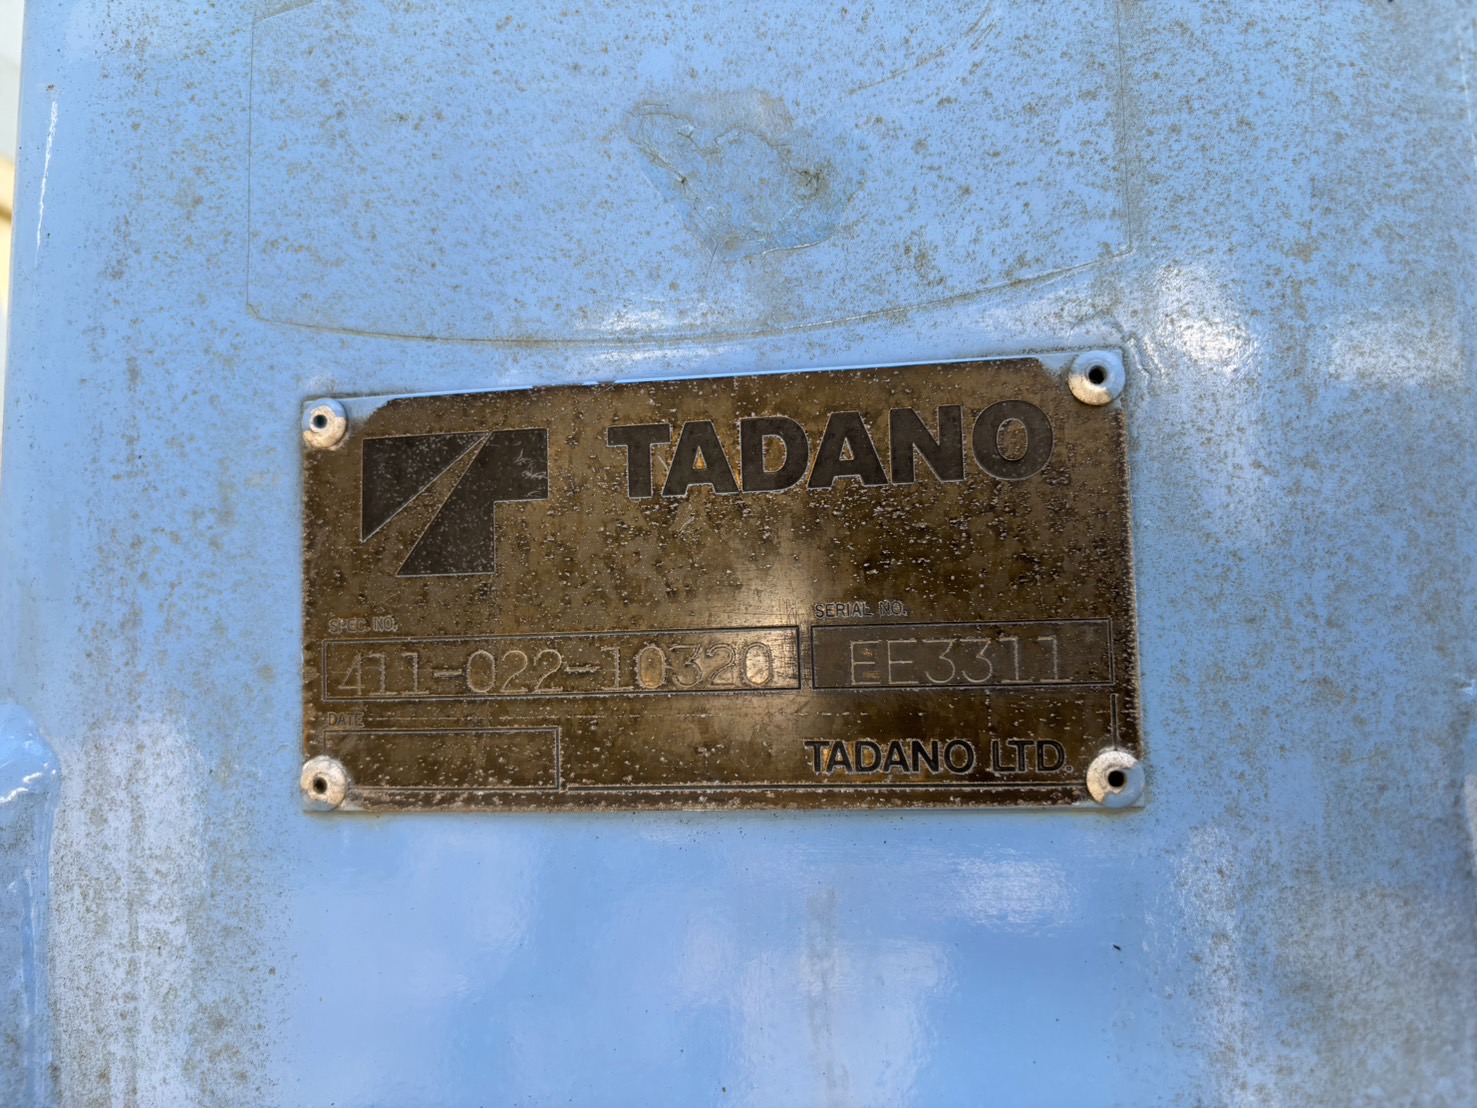 TADANO
SPEC. NO.
SERIAL NO.
411-022-10320
EE3311
DATE
TADANO LTD.